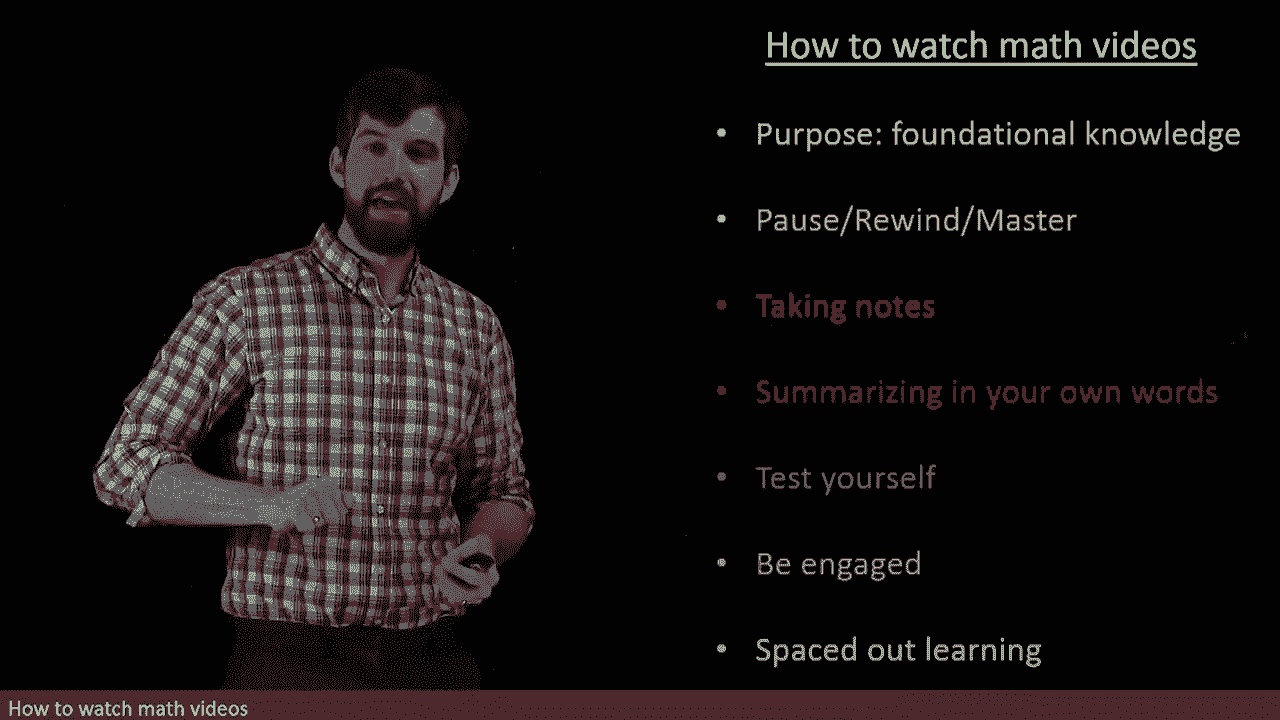 How to watch math videos
• Purpose: foundational knowledge
• Pause/Rewind/Master
• Taking notes
• Summarizing in your own words
• Test yourself
• Be engaged
• Spaced out learning
How to watch math videos